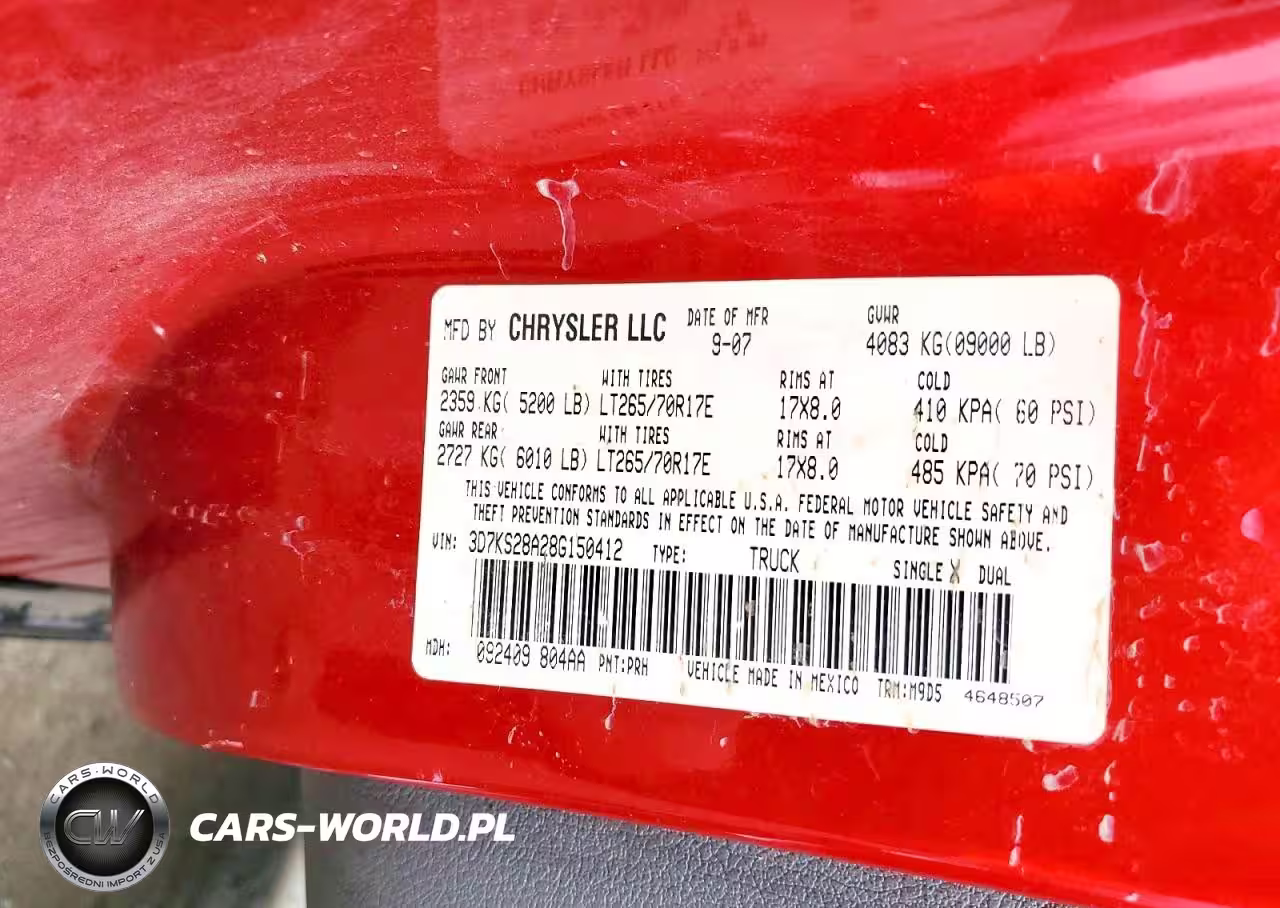 MFD BY CHRYSLER LLC DATE OF MFR GVWR
9-07 4083 KG(09000 LB)
GAWR FRONT WITH TIRES RIMS AT COLD
2359 KG( 5200 LB) LT265/70R17E 17X8.0 410 KPA( 60 PSI)
GAWR REAR WITH TIRES RIMS AT COLD
2727 KG( 6010 LB) LT265/70R17E 17X8.0 485 KPA( 70 PSI)
THIS VEHICLE CONFORMS TO ALL APPLICABLE U.S.A. FEDERAL MOTOR VEHICLE SAFETY AND
THEFT PREVENTION STANDARDS IN EFFECT ON THE DATE OF MANUFACTURE SHOWN ABOVE.
VIN: 3D7KS28A28G150412 TYPE: TRUCK SINGLE X DUAL
MDH: 092409 804AA PNT:PRH VEHICLE MADE IN MEXICO TRM:M9D5 4648507
CARS-WORLD
CW
BEZPOŚREDNI IMPORT Z USA
CARS-WORLD.PL